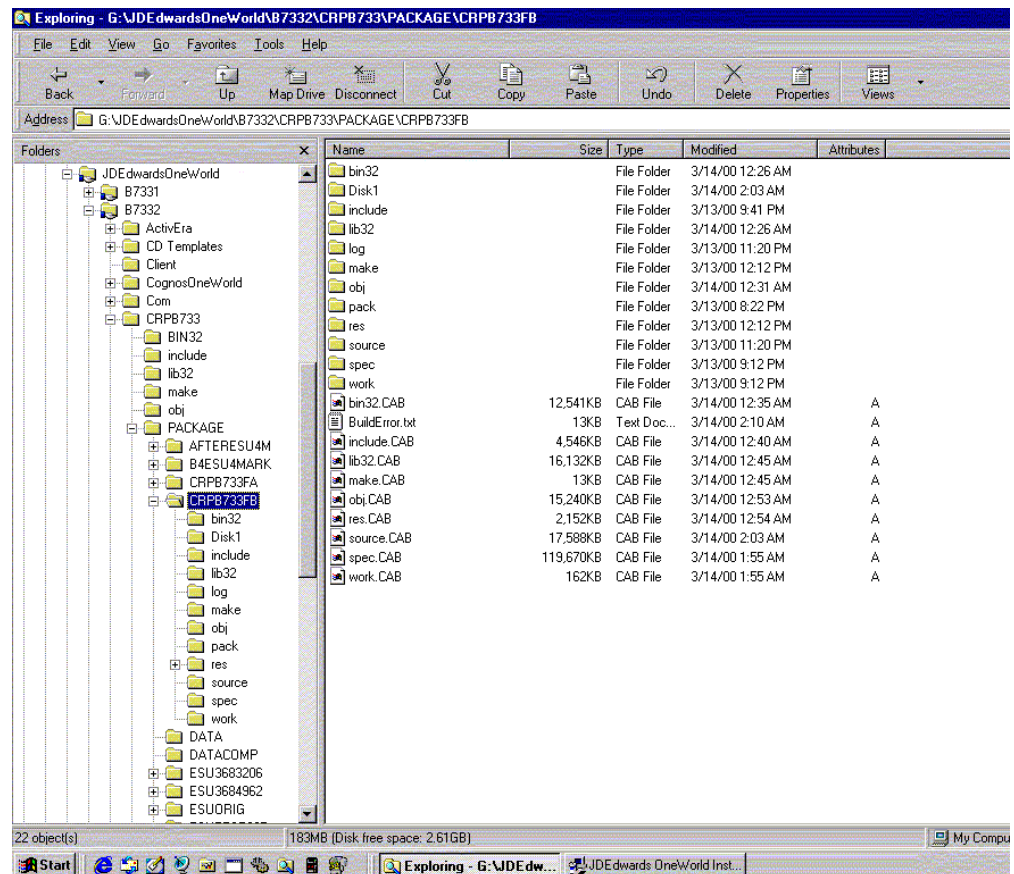 Exploring - G:\JDEdwardsOneWorld\B7332\CRPB733\PACKAGE\CRPB733FB
File Edit View Go Favorites Tools Help
Back Forward Up Map Drive Disconnect Cut Copy Paste Undo Delete Properties Views
Address G:\JDEdwardsOneWorld\B7332\CRPB733\PACKAGE\CRPB733FB
Folders
JDEdwardsOneWorld
B7331
B7332
ActivEra
CD Templates
Client
CognosOneWorld
Com
CRPB733
BIN32
include
lib32
make
obj
PACKAGE
AFTERESU4M
B4ESU4MARK
CRPB733FA
CRPB733FB
bin32
Disk1
include
lib32
log
make
obj
pack
res
source
spec
work
DATA
DATACOMP
ESU3683206
ESU3684962
ESUORIG
Name Size Type Modified Attributes
bin32 File Folder 3/14/00 12:26 AM
Disk1 File Folder 3/14/00 2:03 AM
include File Folder 3/13/00 9:41 PM
lib32 File Folder 3/14/00 12:26 AM
log File Folder 3/13/00 11:20 PM
make File Folder 3/13/00 12:12 PM
obj File Folder 3/14/00 12:31 AM
pack File Folder 3/13/00 8:22 PM
res File Folder 3/13/00 12:12 PM
source File Folder 3/13/00 11:20 PM
spec File Folder 3/13/00 9:12 PM
work File Folder 3/13/00 9:12 PM
bin32.CAB 12,541KB CAB File 3/14/00 12:35 AM A
BuildError.txt 13KB Text Doc... 3/14/00 2:10 AM A
include.CAB 4,546KB CAB File 3/14/00 12:40 AM A
lib32.CAB 16,132KB CAB File 3/14/00 12:45 AM A
make.CAB 13KB CAB File 3/14/00 12:45 AM A
obj.CAB 15,240KB CAB File 3/14/00 12:53 AM A
res.CAB 2,152KB CAB File 3/14/00 12:54 AM A
source.CAB 17,588KB CAB File 3/14/00 2:03 AM A
spec.CAB 119,670KB CAB File 3/14/00 1:55 AM A
work.CAB 162KB CAB File 3/14/00 1:55 AM A
22 object(s) 183MB (Disk free space: 2.61GB) My Compu
Start Exploring - G:\JDEdw... JDEdwards OneWorld Inst...